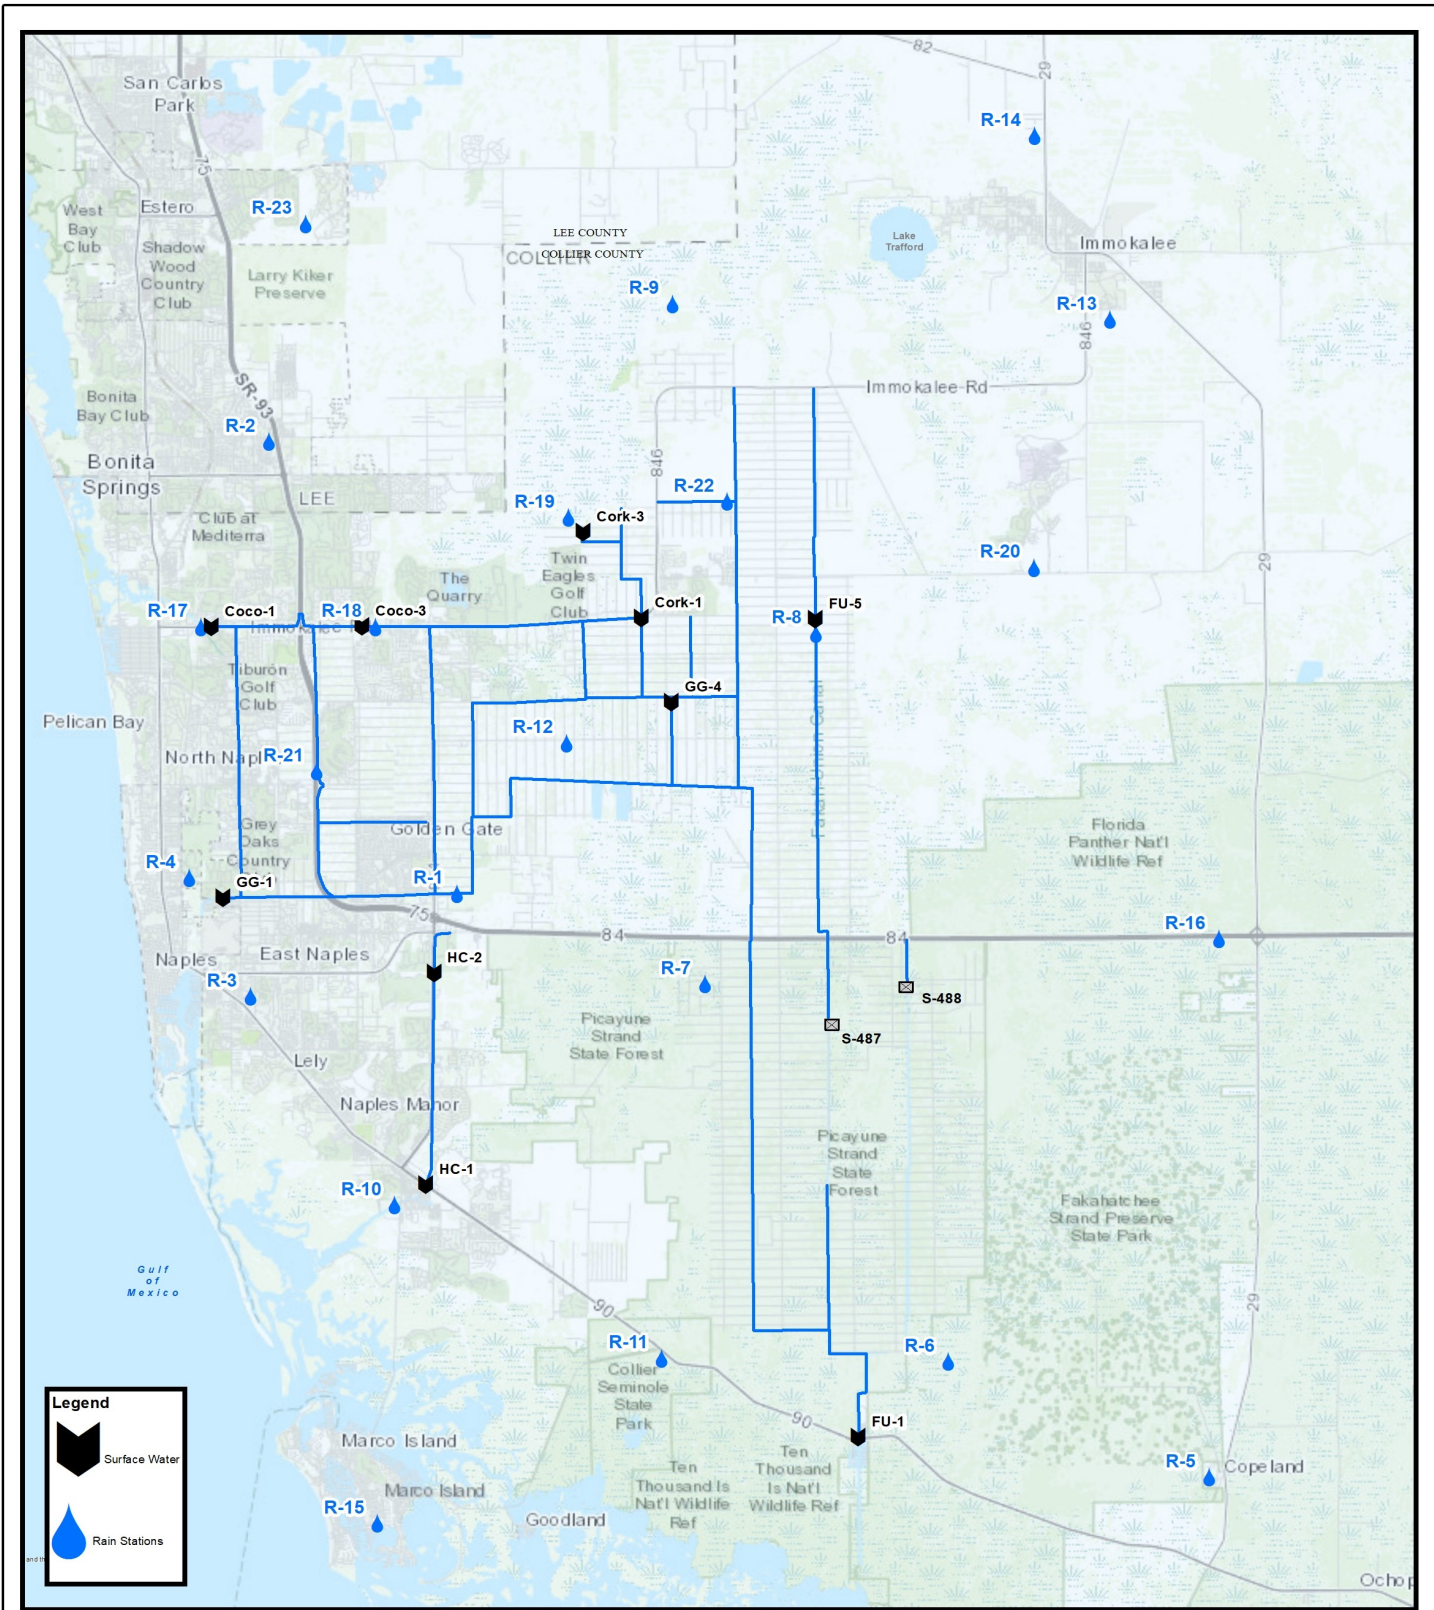 82
29
San Carlos
Park
R-14
75
West
Bay
Club
Estero
R-23
Shadow
Wood
Country
Club
LEE COUNTY
COLLIER
COLLIER COUNTY
Lake
Trafford
Immokalee
Larry Kiker
Preserve
R-9
R-13
846
SR-93
Immokalee Rd
Bonita
Bay Club
R-2
Bonita
Springs
846
LEE
R-22
R-19
Cork-3
Club at
Mediterra
R-20
29
Twin
Eagles
Golf
Club
The
Quarry
R-17
Coco-1
R-18
Coco-3
Cork-1
FU-5
R-8
Tiburón
Golf
Club
GG-4
Pelican Bay
R-12
North Napl
R-21
Faka Union Canal
Grey
Oaks
Country
Golden Gate
Florida
Panther Nat'l
Wildlife Ref
R-4
GG-1
R-1
75
84
84
R-16
Naples
East Naples
HC-2
R-7
R-3
S-488
Picayune
Strand
State Forest
S-487
Lely
Naples Manor
Picayune
Strand
State
Forest
HC-1
R-10
Fakahatchee
Strand Preserve
State Park
Gulf
of
Mexico
90
29
R-11
R-6
Collier
Seminole
State
Park
90
FU-1
Legend
Surface Water
Rain Stations
Marco Island
Marco Island
R-15
Goodland
Ten
Thousand Is
Nat'l Wildlife
Ref
Ten
Thousand
Is Nat'l
Wildlife Ref
R-5
Copeland
Ochop